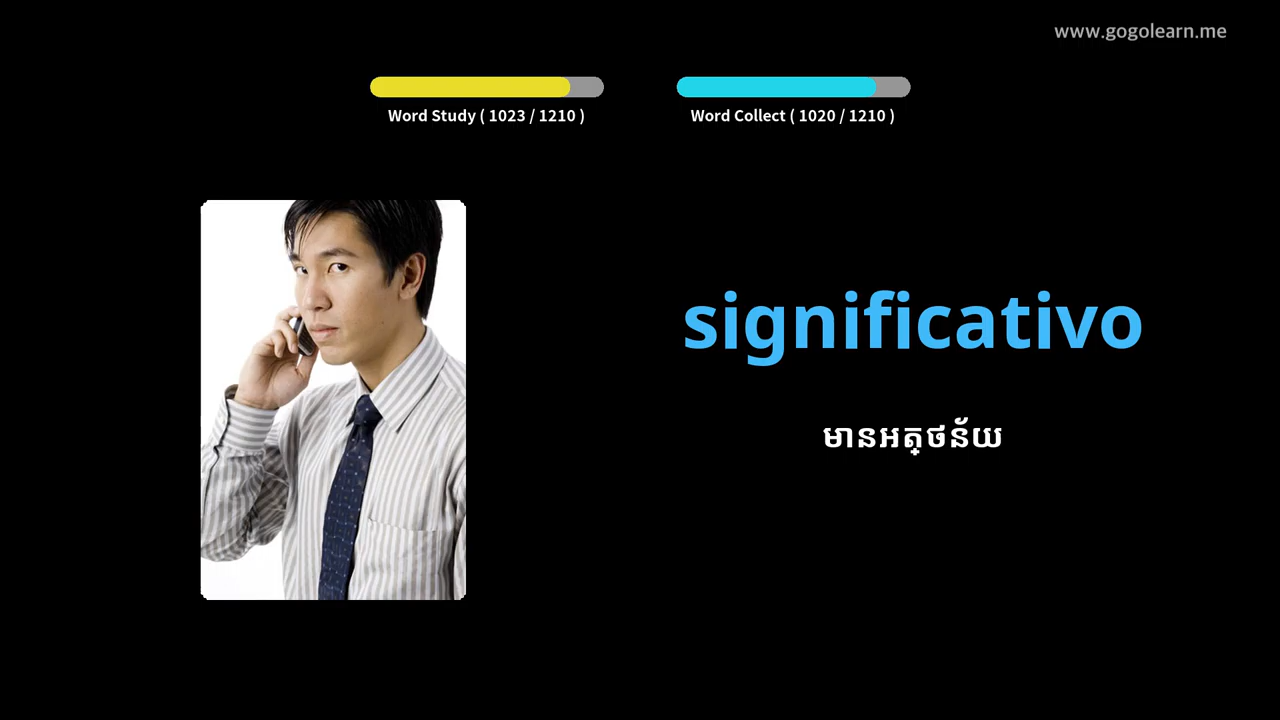 www.gogolearn.me
Word Study ( 1023 / 1210 )
Word Collect ( 1020 / 1210 )
significativo
មានអត្ថន័យ